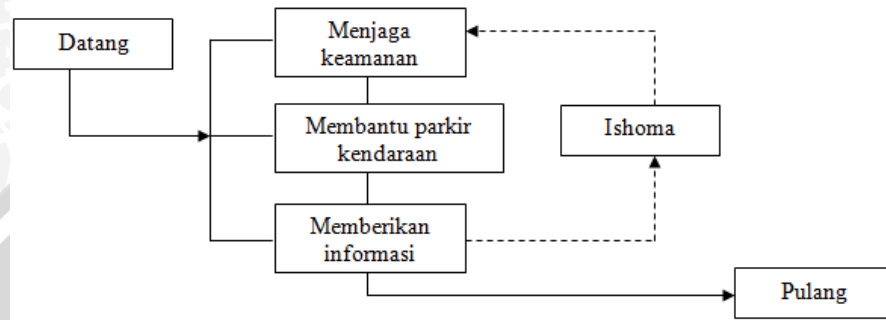 Datang
Menjaga
keamanan
Membantu parkir
kendaraan
Ishoma
Memberikan
informasi
Pulang